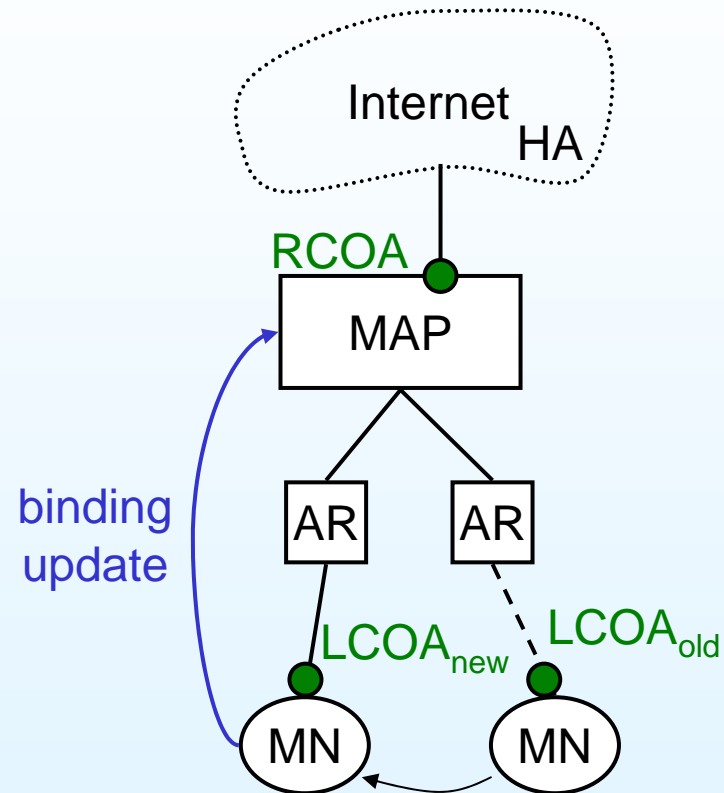 Internet
HA
RCOA
MAP
AR
AR
binding
update
LCOAnew
LCOAold
MN
MN